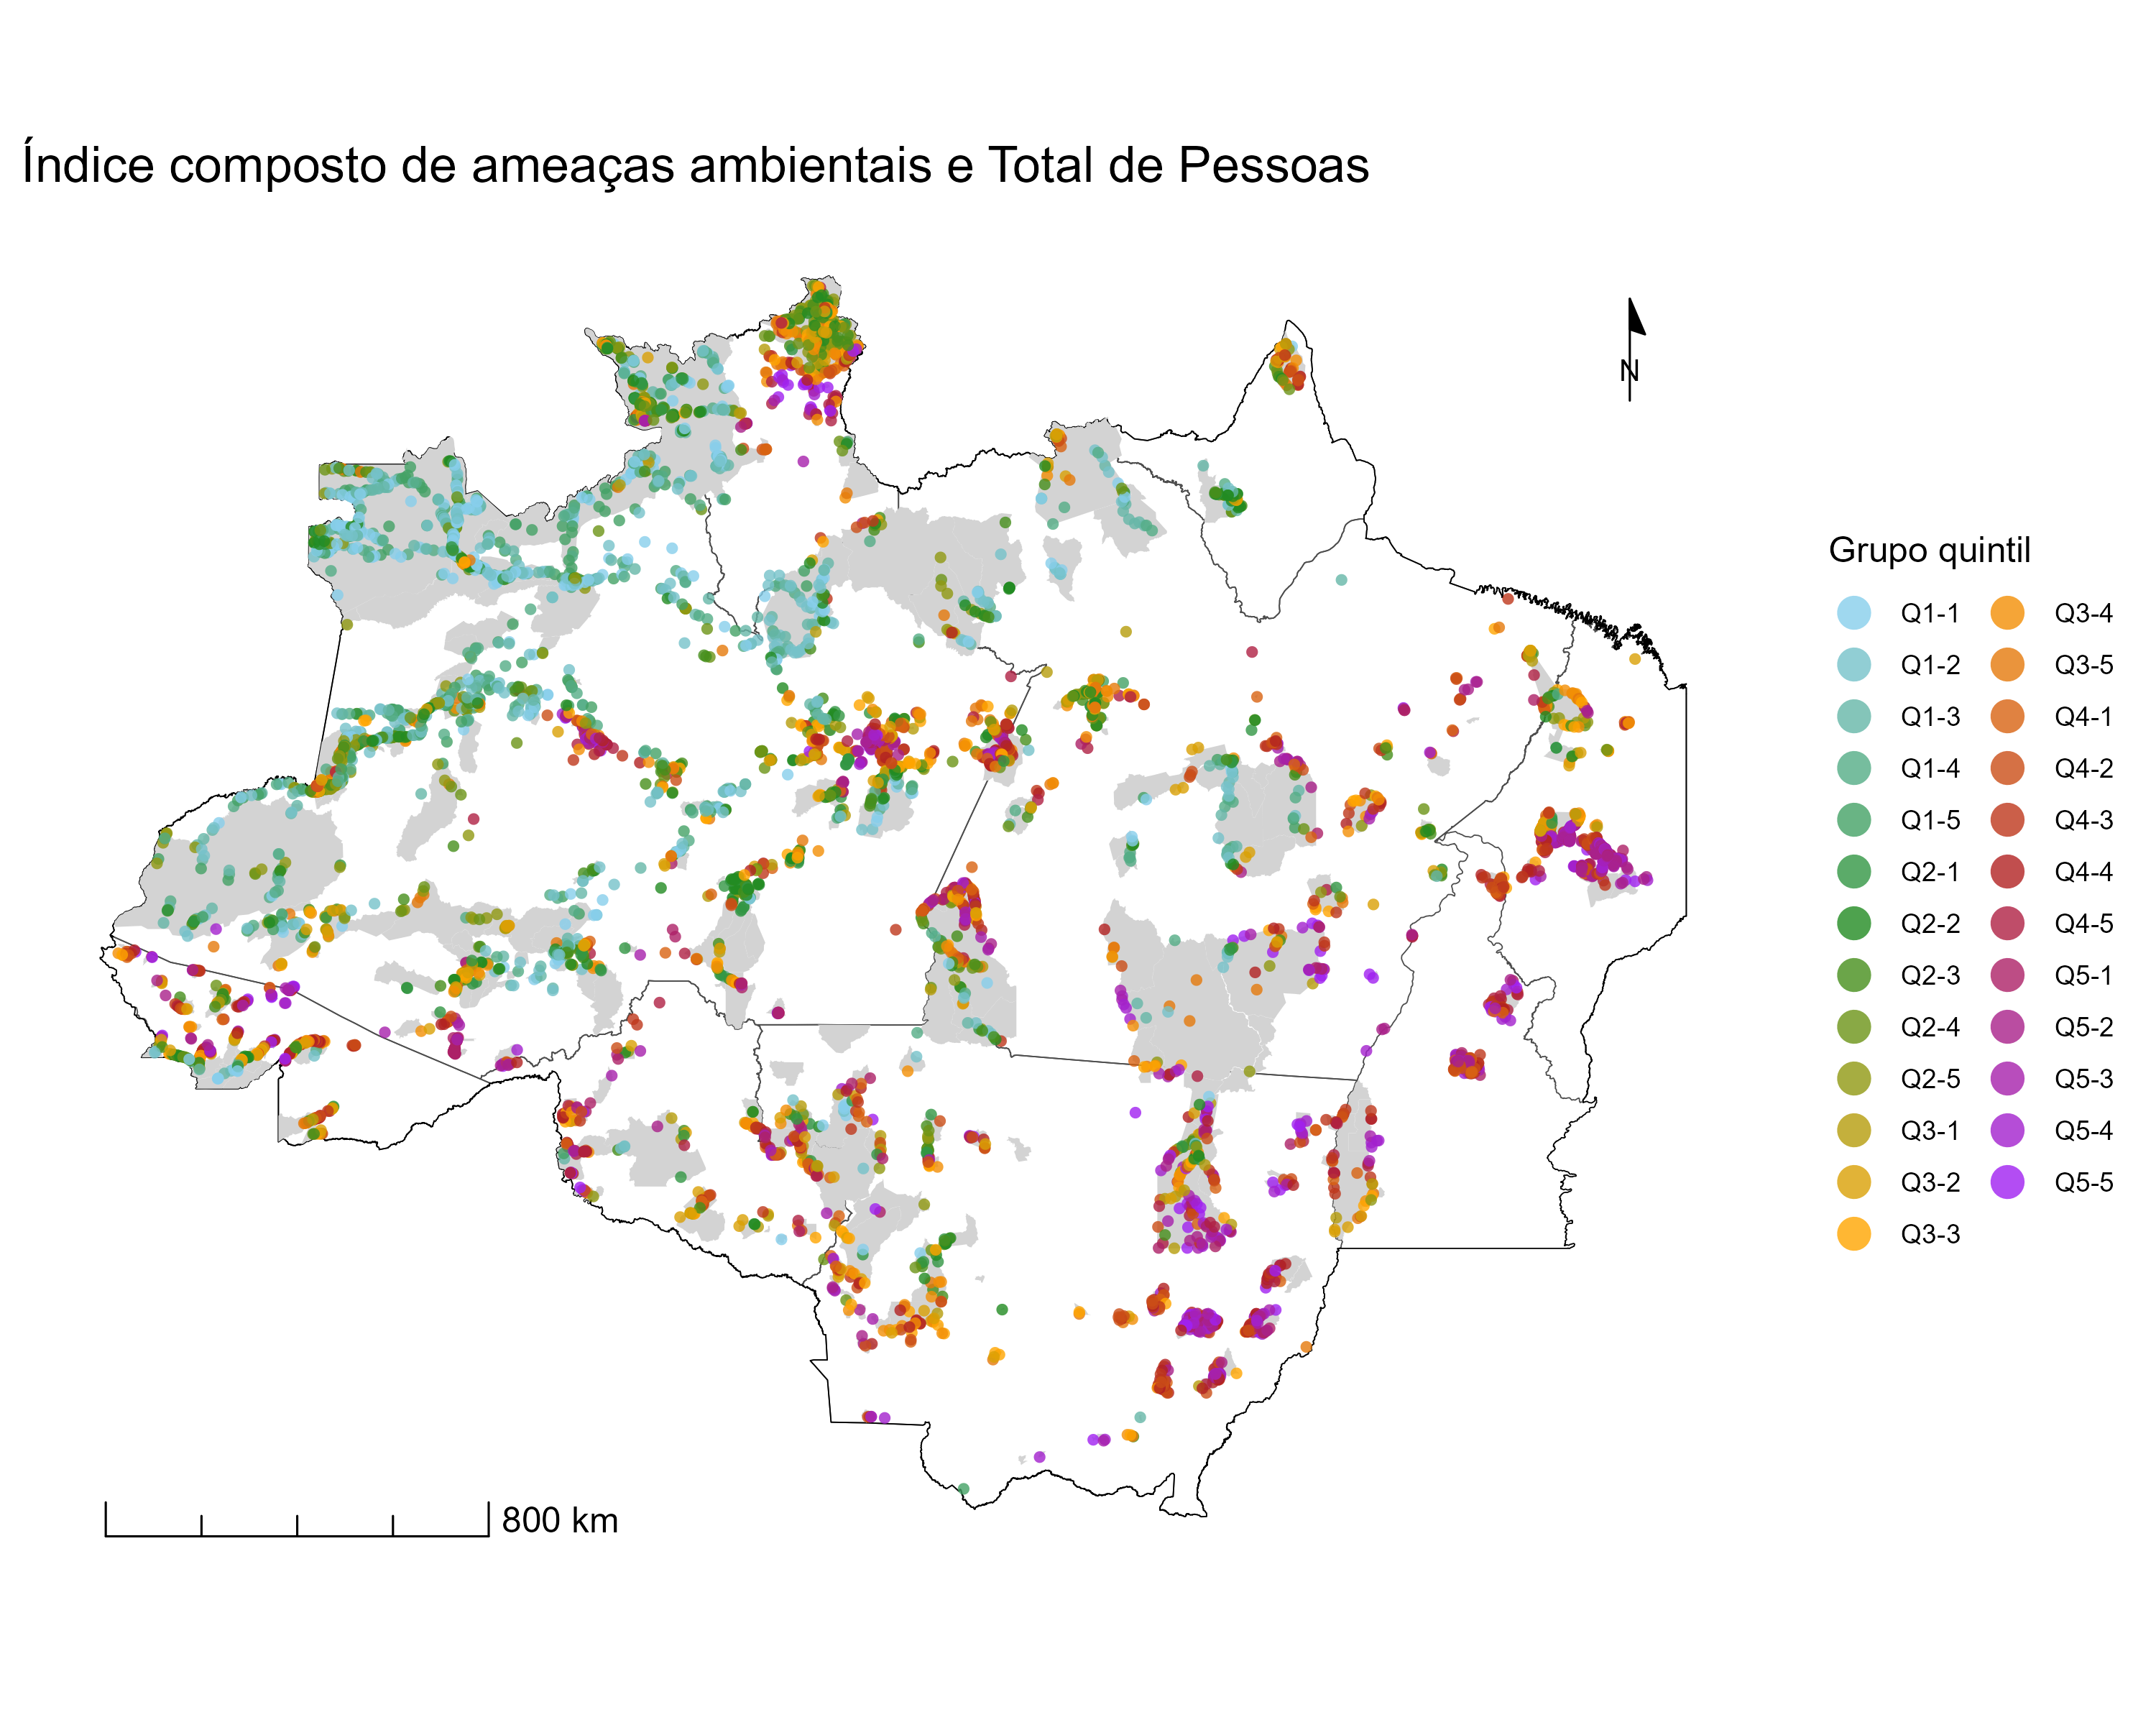 Índice composto de ameaças ambientais e Total de Pessoas
N
Grupo quintil
Q1-1
Q1-2
Q1-3
Q1-4
Q1-5
Q2-1
Q2-2
Q2-3
Q2-4
Q2-5
Q3-1
Q3-2
Q3-3
Q3-4
Q3-5
Q4-1
Q4-2
Q4-3
Q4-4
Q4-5
Q5-1
Q5-2
Q5-3
Q5-4
Q5-5
800 km